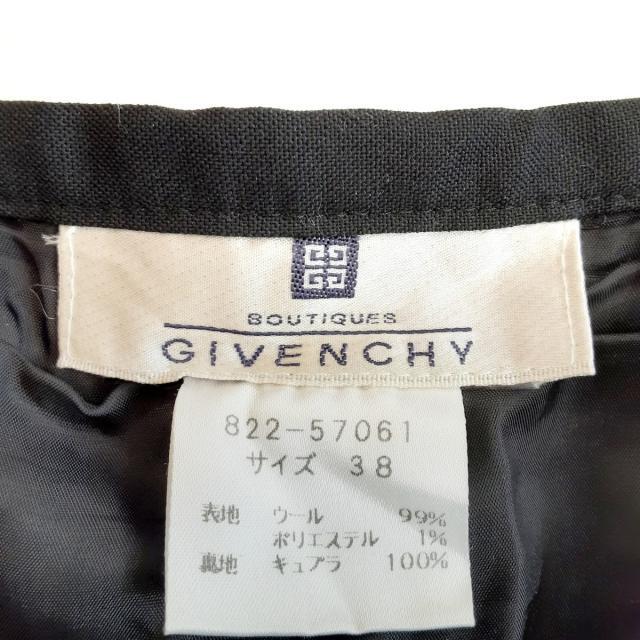 BOUTIQUES
GIVENCHY
822-57061
サイズ 38
表地 ウール 99%
ポリエステル 1%
裏地 キュプラ 100%